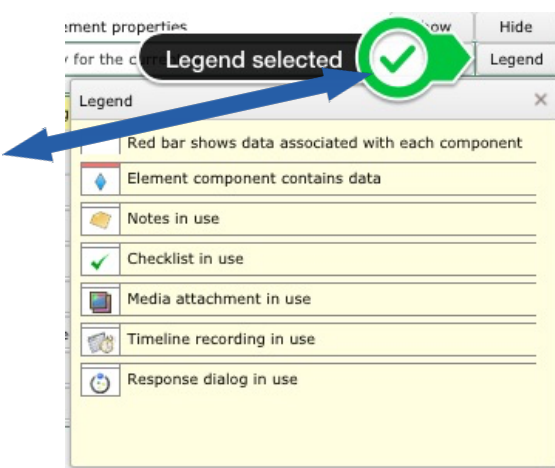 ement properties
ow
Hide
for the c
Legend selected
Legend
Legend
Red bar shows data associated with each component
Element component contains data
Notes in use
Checklist in use
Media attachment in use
Timeline recording in use
Response dialog in use